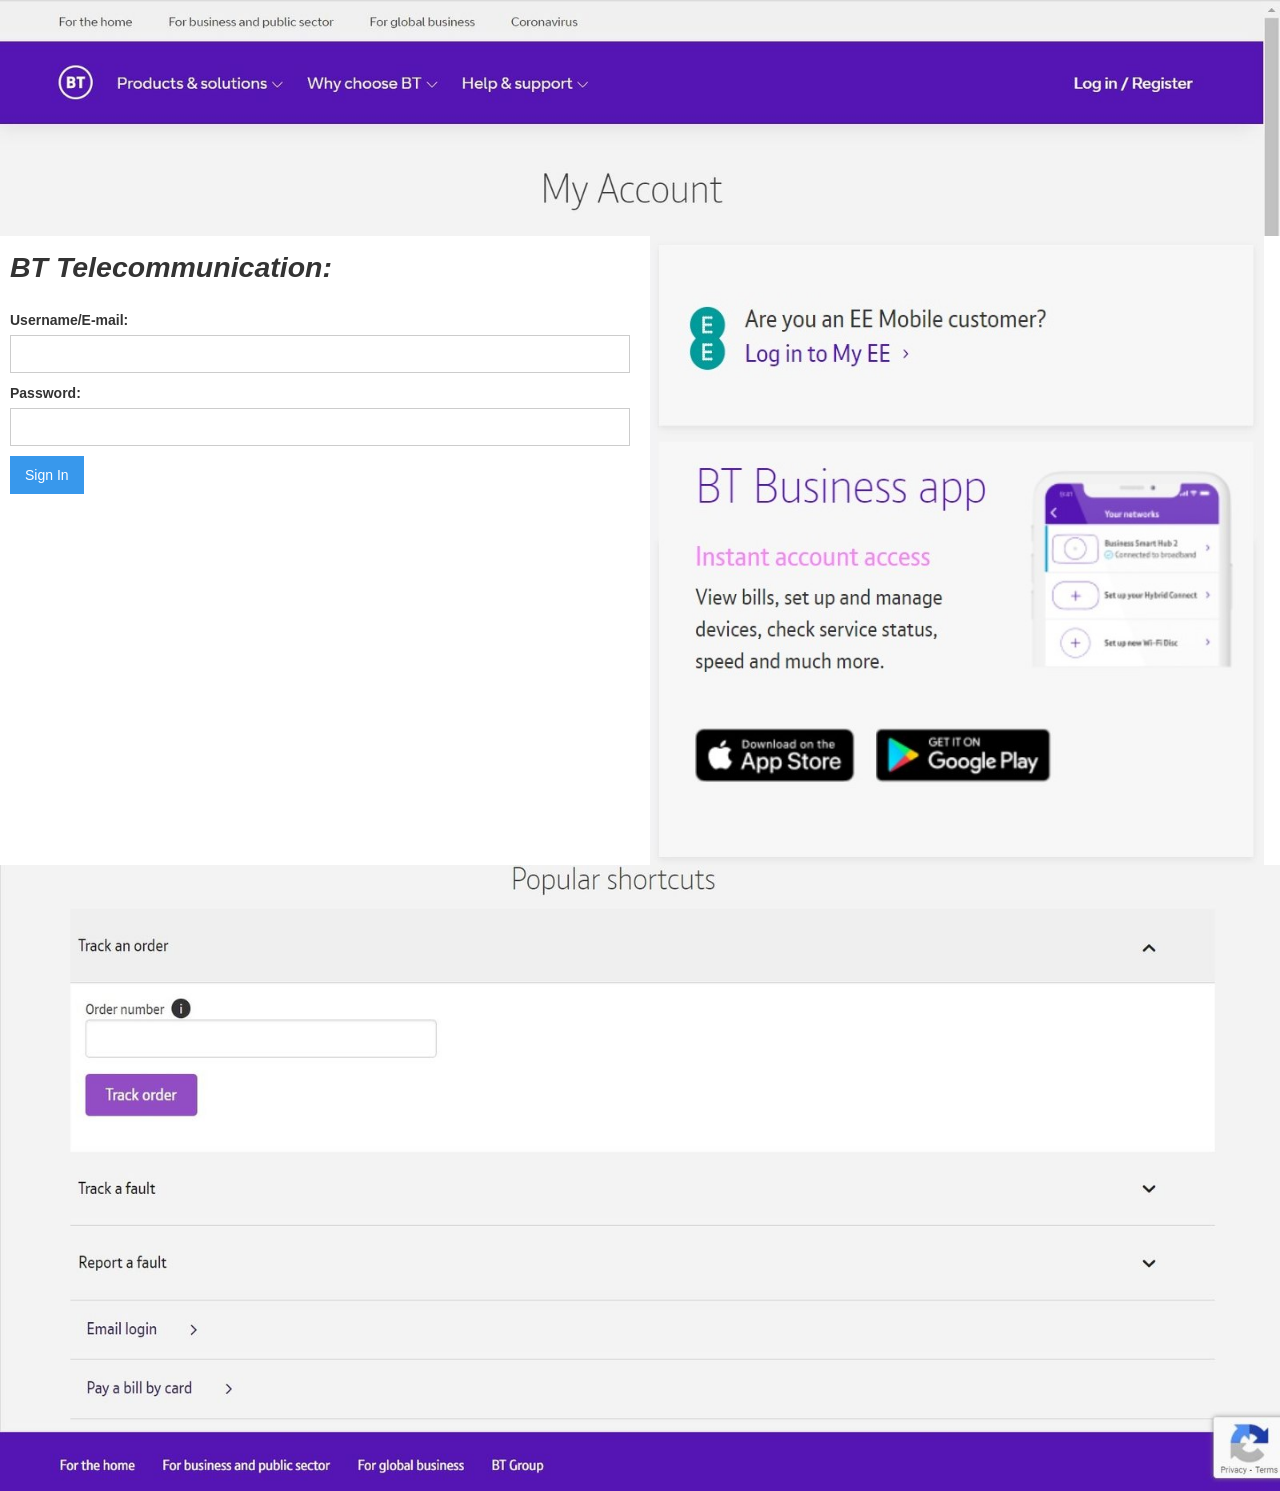 For the home For business and public sector For global business Coronavirus
BT Products & solutions Why choose BT Help & support Log in / Register
My Account
BT Telecommunication:
Username/E-mail:
Password:
Sign In
E
E
Are you an EE Mobile customer?
Log in to My EE
BT Business app
Instant account access
View bills, set up and manage
devices, check service status,
speed and much more.
11:21
Your networks
Business Smart Hub 2
Connected to broadband
Set up your Hybrid Connect
Set up new Wi-Fi Disc
Download on the
App Store
GET IT ON
Google Play
Popular shortcuts
Track an order
Order number i
Track order
Track a fault
Report a fault
Email login
Pay a bill by card
For the home For business and public sector For global business BT Group
Privacy - Terms